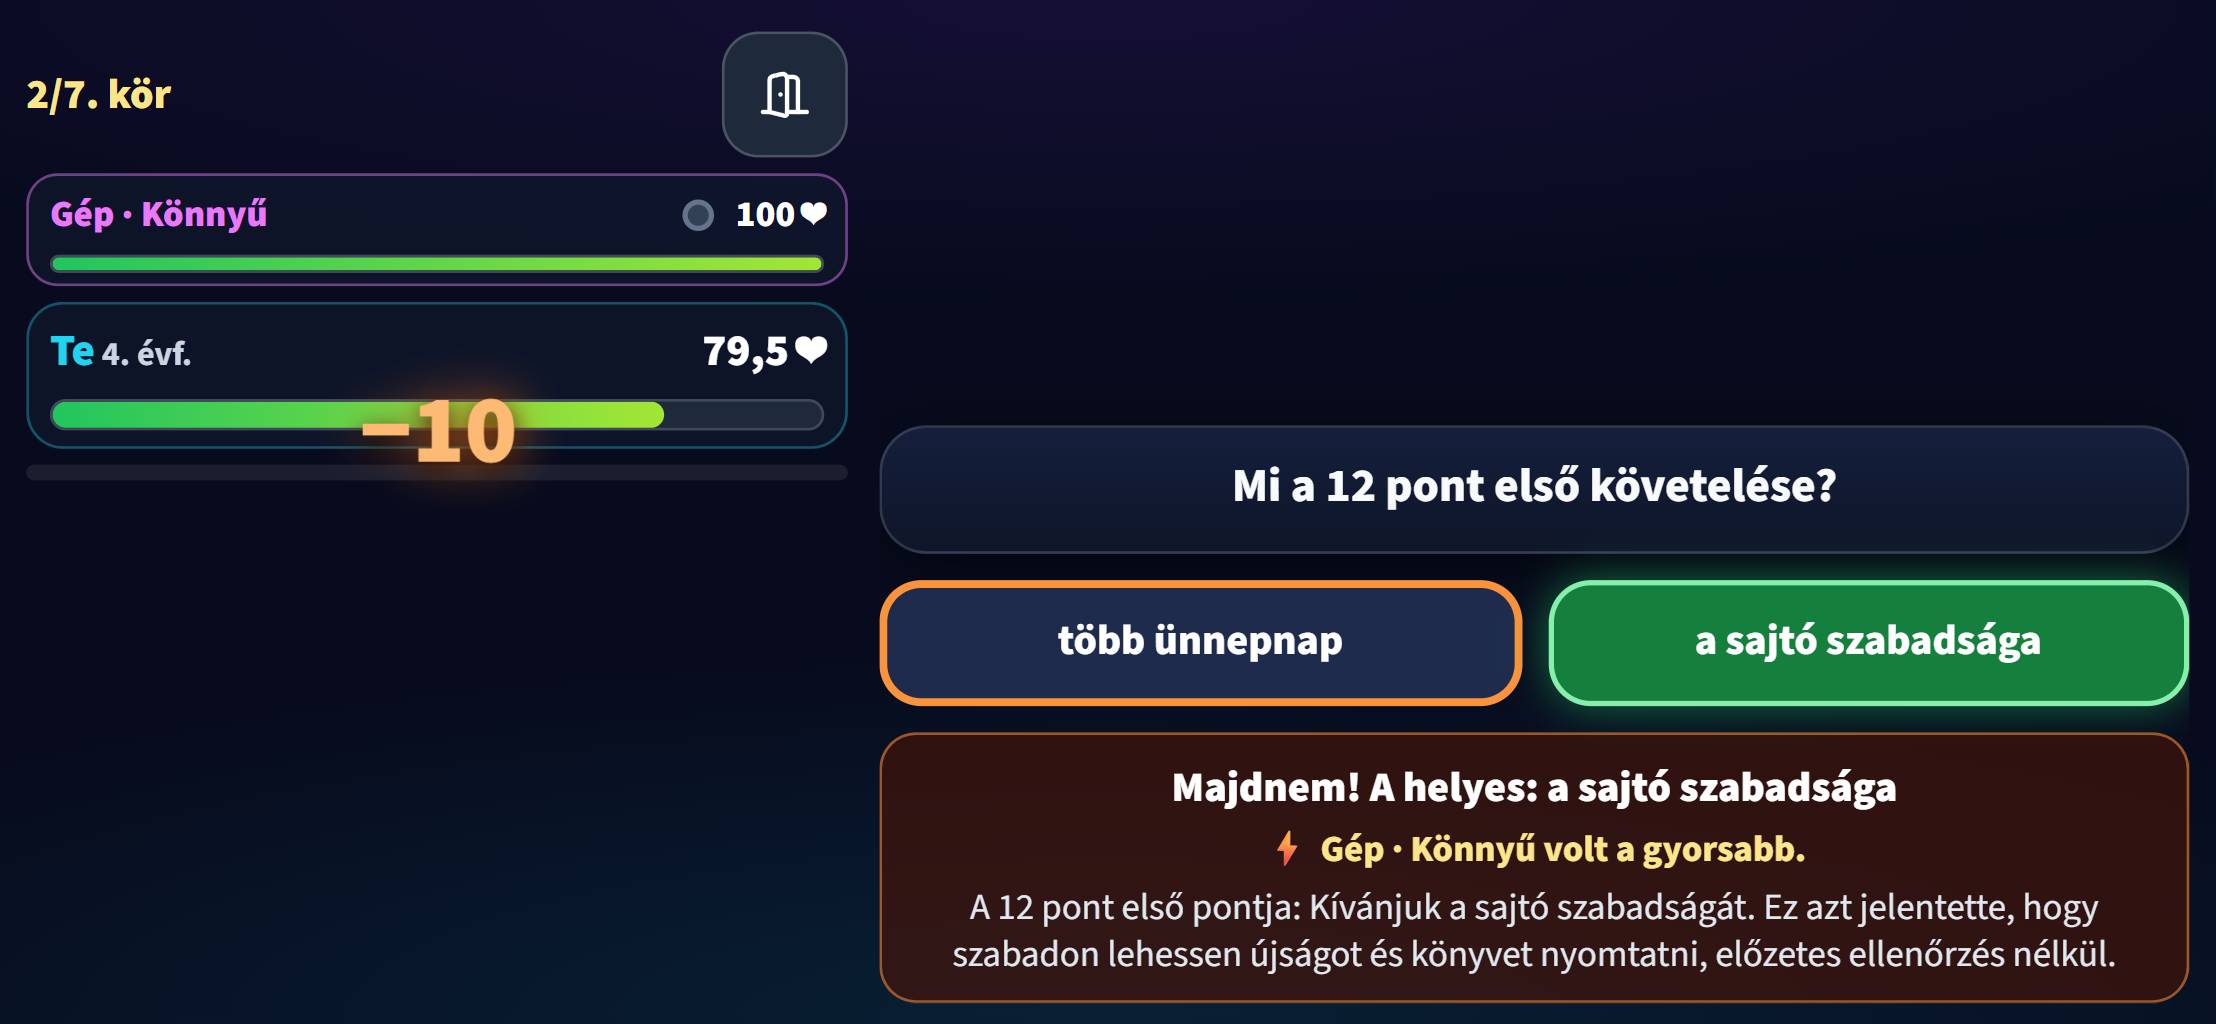 2/7. kör
Gép · Könnyű 100
Te 4. évf. 79,5
−10
Mi a 12 pont első követelése?
több ünnepnap
a sajtó szabadsága
Majdnem! A helyes: a sajtó szabadsága
Gép · Könnyű volt a gyorsabb.
A 12 pont első pontja: Kívánjuk a sajtó szabadságát. Ez azt jelentette, hogy
szabadon lehessen újságot és könyvet nyomtatni, előzetes ellenőrzés nélkül.